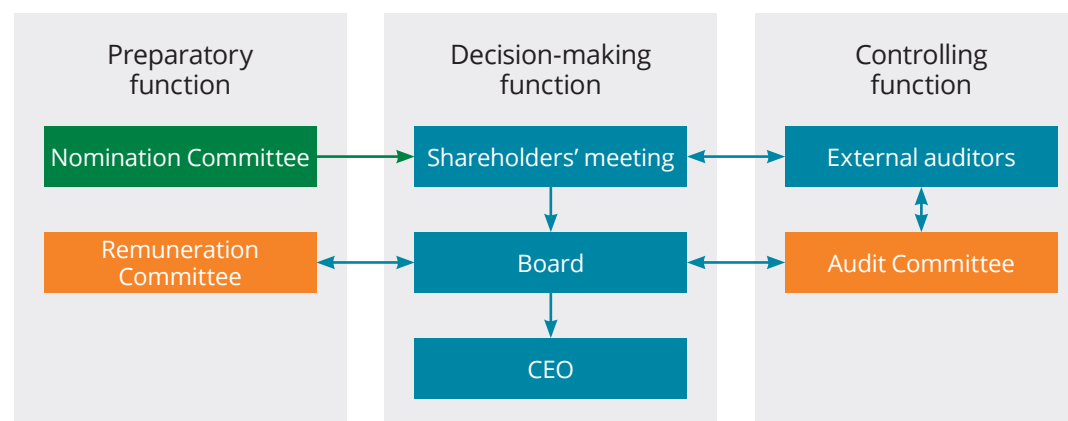 Preparatory
function
Nomination Committee
Remuneration
Committee
Decision-making
function
Shareholders’ meeting
Board
CEO
Controlling
function
External auditors
Audit Committee